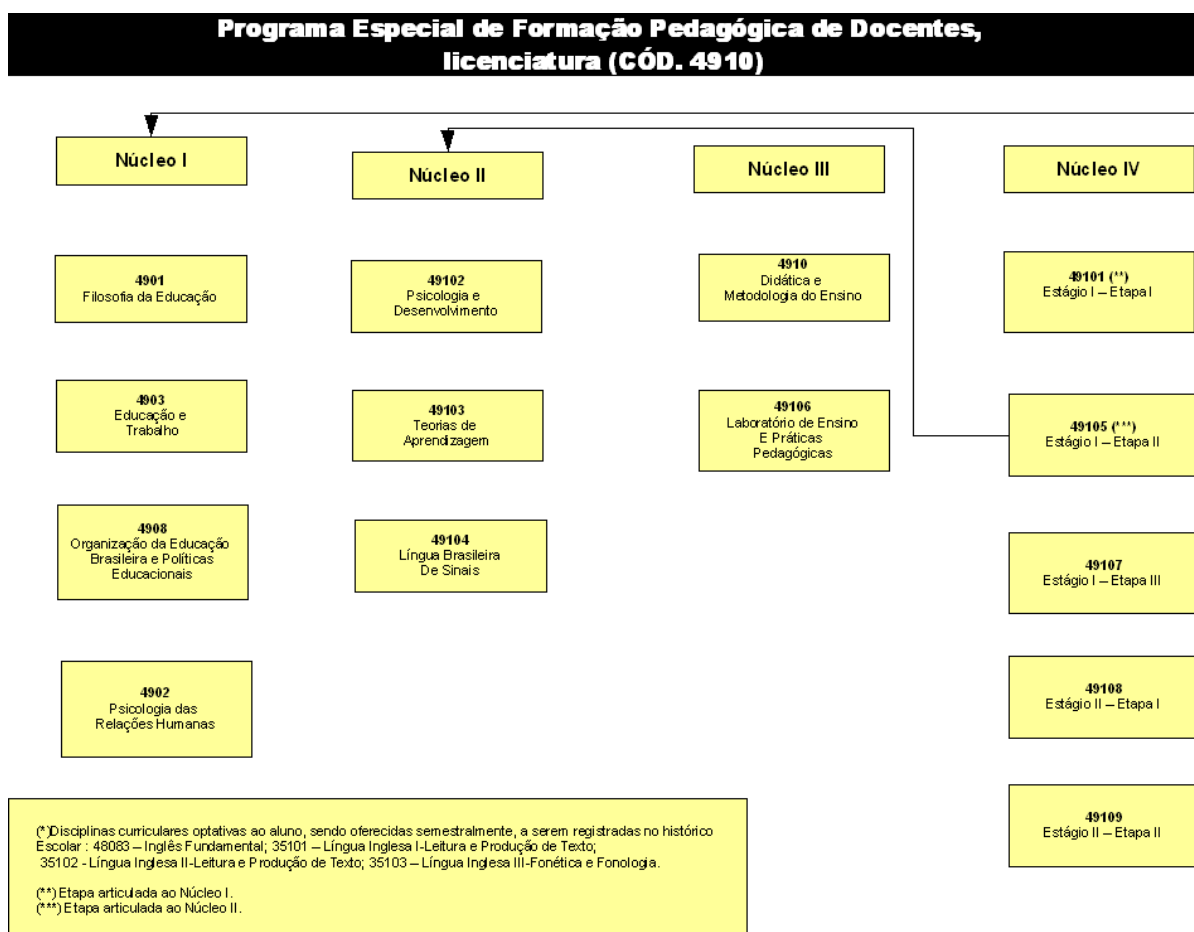 Programa Especial de Formação Pedagógica de Docentes,
licenciatura (CÓD. 4910)
Núcleo I
4901
Filosofia da Educação
4903
Educação e
Trabalho
4908
Organização da Educação
Brasileira e Políticas
Educacionais
4902
Psicologia das
Relações Humanas
Núcleo II
49102
Psicologia e
Desenvolvimento
49103
Teorias de
Aprendizagem
49104
Língua Brasileira
De Sinais
Núcleo III
4910
Didática e
Metodologia do Ensino
49106
Laboratório de Ensino
E Práticas
Pedagógicas
Núcleo IV
49101 (**)
Estágio I – Etapa I
49105 (***)
Estágio I – Etapa II
49107
Estágio I – Etapa III
49108
Estágio II – Etapa I
49109
Estágio II – Etapa II
(*)Disciplinas curriculares optativas ao aluno, sendo oferecidas semestralmente, a serem registradas no histórico
Escolar : 48083 – Inglês Fundamental; 35101 – Língua Inglesa I-Leitura e Produção de Texto;
35102 - Língua Inglesa II-Leitura e Produção de Texto; 35103 – Língua Inglesa III-Fonética e Fonologia.
(**) Etapa articulada ao Núcleo I.
(***) Etapa articulada ao Núcleo II.